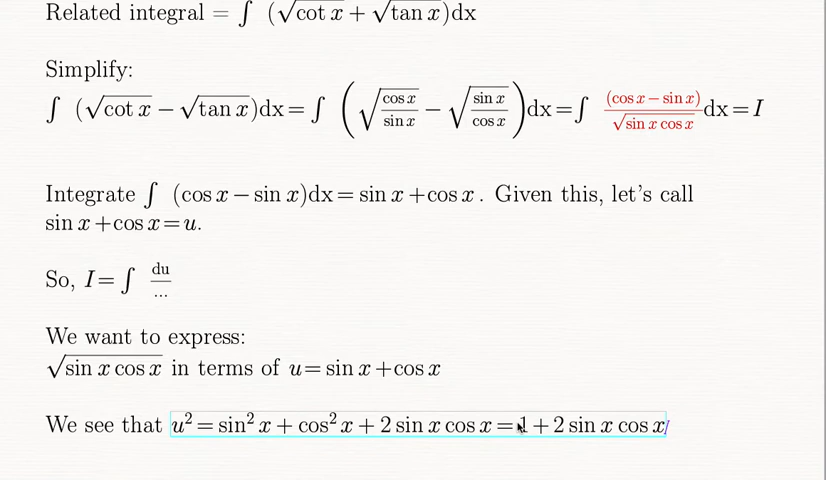 Related integral = ∫ (√cot x + √tan x)dx
Simplify:
∫ (√cot x − √tan x)dx = ∫ (√(cos x/sin x) − √(sin x/cos x))dx = ∫ (cos x − sin x)/√(sin x cos x) dx = I
Integrate ∫ (cos x − sin x)dx = sin x + cos x . Given this, let's call
sin x + cos x = u.
So, I = ∫ du/...
We want to express:
√(sin x cos x) in terms of u = sin x + cos x
We see that u² = sin² x + cos² x + 2 sin x cos x = 1 + 2 sin x cos x